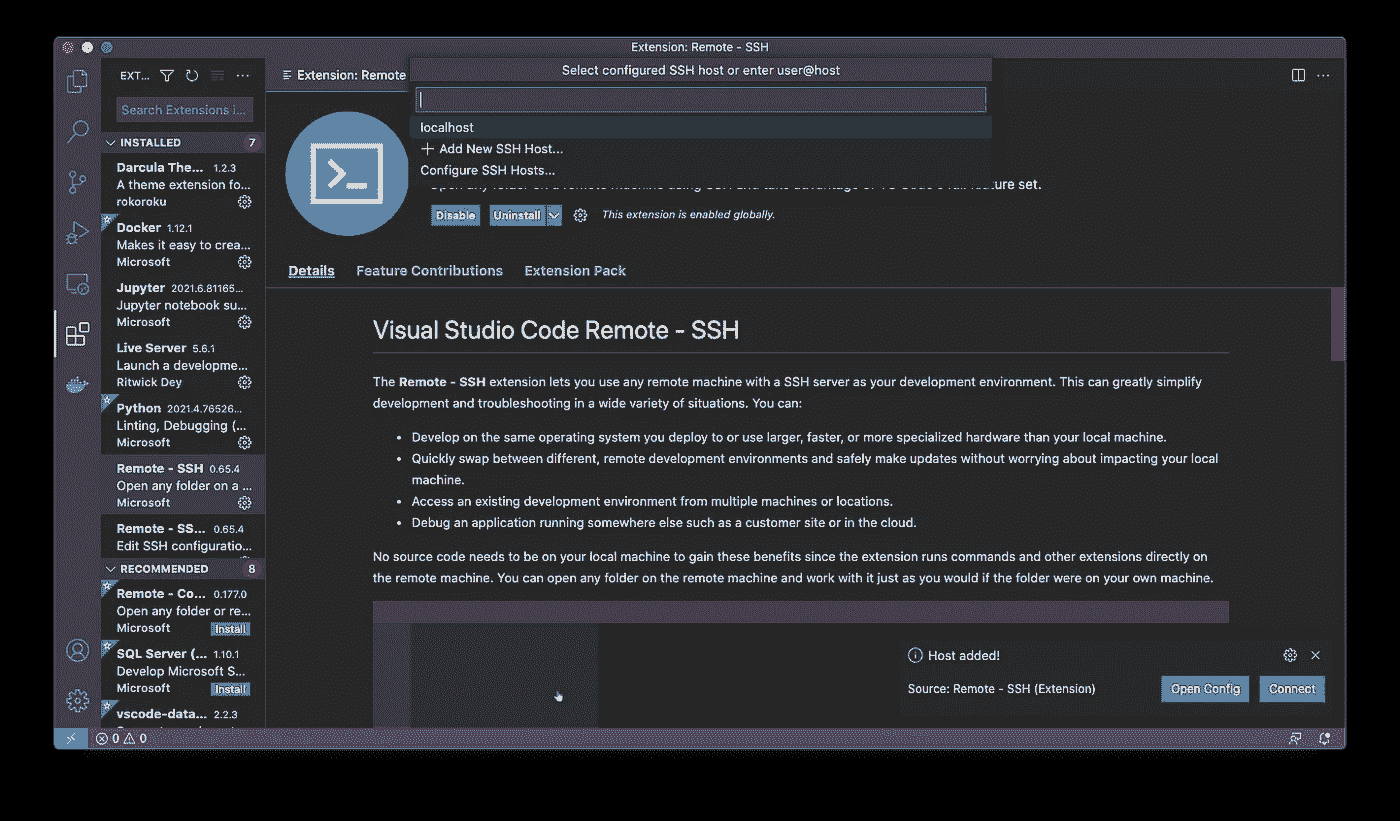 Extension: Remote - SSH
EXT...
Extension: Remote
Select configured SSH host or enter user@host
localhost
+ Add New SSH Host...
Configure SSH Hosts...
Search Extensions i...
INSTALLED 7
Darcula The... 1.2.3
A theme extension fo...
rokoroku
Docker 1.12.1
Makes it easy to crea...
Microsoft
Jupyter 2021.6.81165...
Jupyter notebook su...
Microsoft
Live Server 5.6.1
Launch a developme...
Ritwick Dey
Python 2021.4.76526...
Linting, Debugging (...
Microsoft
Remote - SSH 0.65.4
Open any folder on a ...
Microsoft
Remote - SS... 0.65.4
Edit SSH configuratio...
RECOMMENDED 8
Remote - Co... 0.177.0
Open any folder or re...
Microsoft Install
SQL Server (... 1.10.1
Develop Microsoft S...
Microsoft Install
vscode-data... 2.2.3
ture set.
Disable Uninstall This extension is enabled globally.
Details Feature Contributions Extension Pack
Visual Studio Code Remote - SSH
The Remote - SSH extension lets you use any remote machine with a SSH server as your development environment. This can greatly simplify
development and troubleshooting in a wide variety of situations. You can:
• Develop on the same operating system you deploy to or use larger, faster, or more specialized hardware than your local machine.
• Quickly swap between different, remote development environments and safely make updates without worrying about impacting your local
machine.
• Access an existing development environment from multiple machines or locations.
• Debug an application running somewhere else such as a customer site or in the cloud.
No source code needs to be on your local machine to gain these benefits since the extension runs commands and other extensions directly on
the remote machine. You can open any folder on the remote machine and work with it just as you would if the folder were on your own machine.
Host added!
Source: Remote - SSH (Extension) Open Config Connect
0 0